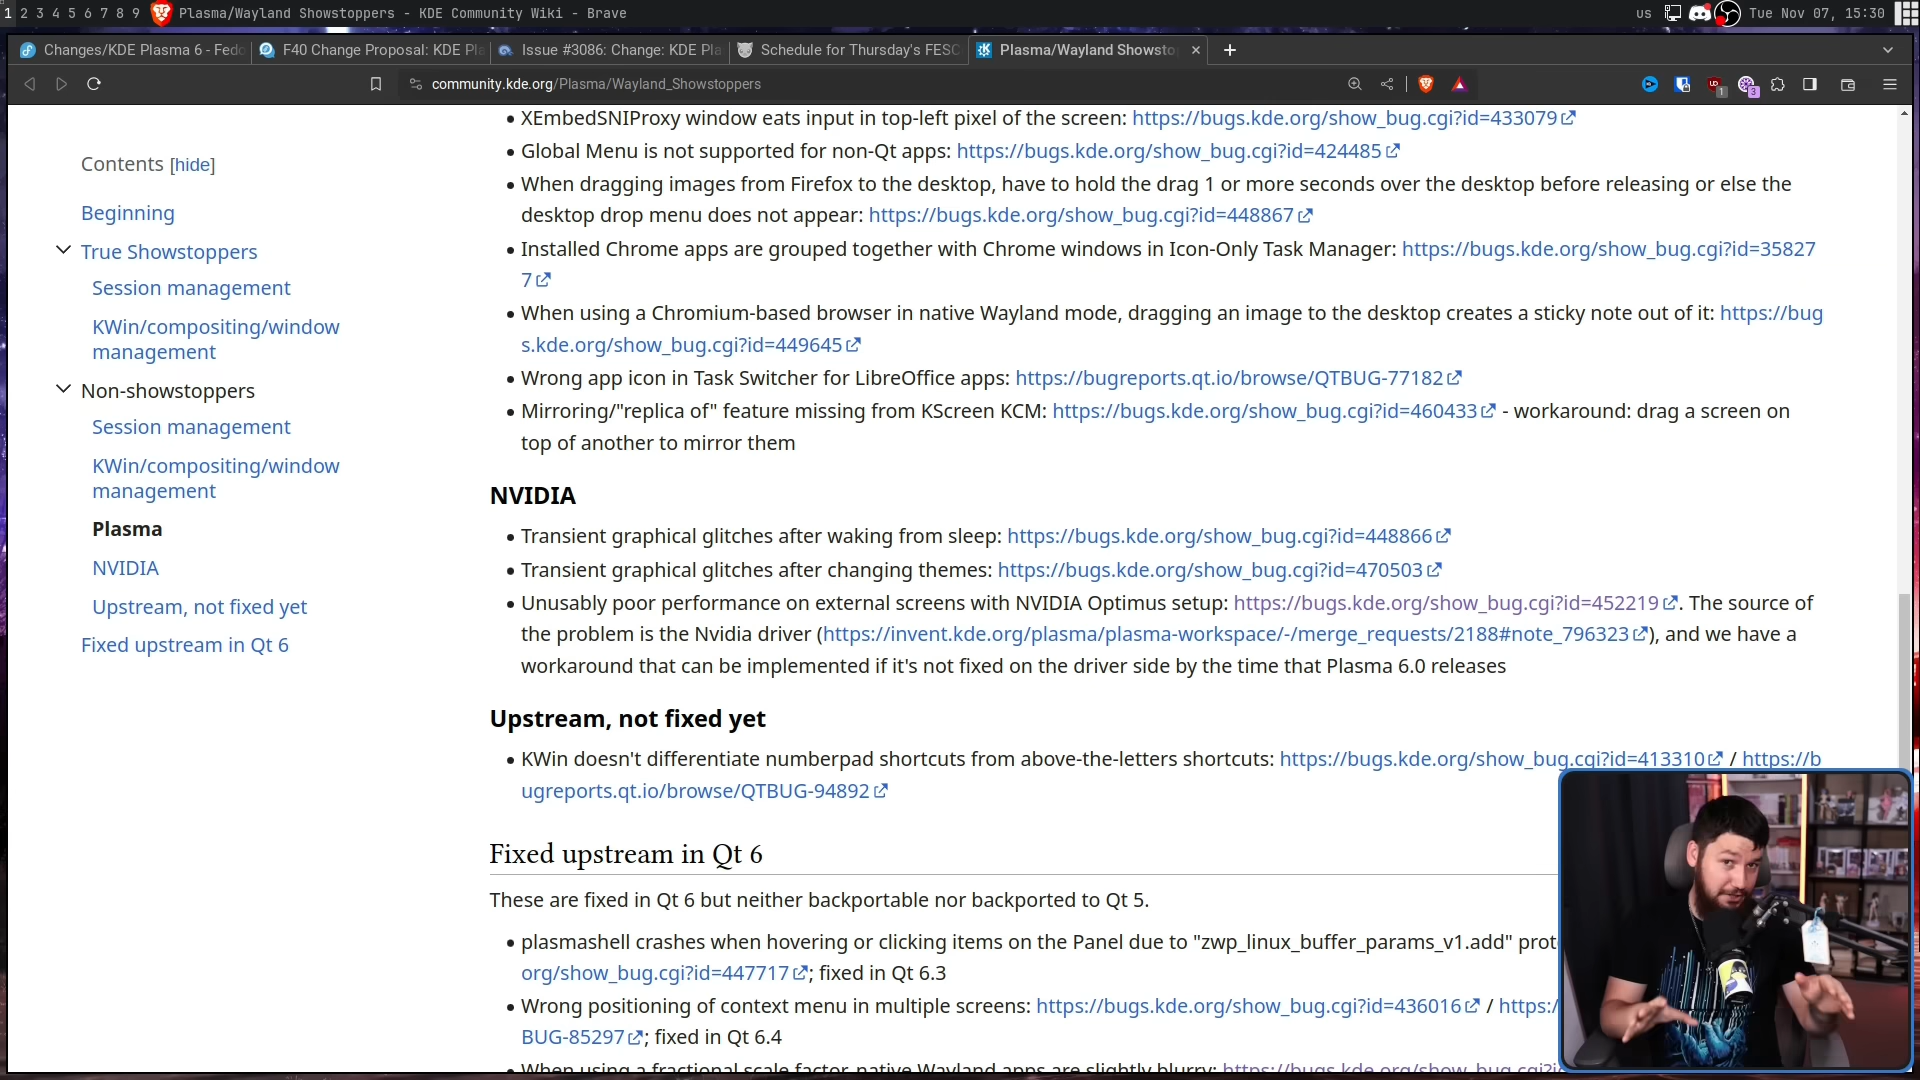 1 2 3 4 5 6 7 8 9 Plasma/Wayland Showstoppers - KDE Community Wiki - Brave us Tue Nov 07, 15:30
Changes/KDE Plasma 6 - Fedo F40 Change Proposal: KDE Pla Issue #3086: Change: KDE Pla Schedule for Thursday's FESC Plasma/Wayland Showsto
community.kde.org/Plasma/Wayland_Showstoppers
Contents [hide]
Beginning
True Showstoppers
Session management
KWin/compositing/window
management
Non-showstoppers
Session management
KWin/compositing/window
management
Plasma
NVIDIA
Upstream, not fixed yet
Fixed upstream in Qt 6
XEmbedSNIProxy window eats input in top-left pixel of the screen: https://bugs.kde.org/show_bug.cgi?id=433079
Global Menu is not supported for non-Qt apps: https://bugs.kde.org/show_bug.cgi?id=424485
When dragging images from Firefox to the desktop, have to hold the drag 1 or more seconds over the desktop before releasing or else the
desktop drop menu does not appear: https://bugs.kde.org/show_bug.cgi?id=448867
Installed Chrome apps are grouped together with Chrome windows in Icon-Only Task Manager: https://bugs.kde.org/show_bug.cgi?id=35827
7
When using a Chromium-based browser in native Wayland mode, dragging an image to the desktop creates a sticky note out of it: https://bug
s.kde.org/show_bug.cgi?id=449645
Wrong app icon in Task Switcher for LibreOffice apps: https://bugreports.qt.io/browse/QTBUG-77182
Mirroring/"replica of" feature missing from KScreen KCM: https://bugs.kde.org/show_bug.cgi?id=460433 - workaround: drag a screen on
top of another to mirror them
NVIDIA
Transient graphical glitches after waking from sleep: https://bugs.kde.org/show_bug.cgi?id=448866
Transient graphical glitches after changing themes: https://bugs.kde.org/show_bug.cgi?id=470503
Unusably poor performance on external screens with NVIDIA Optimus setup: https://bugs.kde.org/show_bug.cgi?id=452219. The source of
the problem is the Nvidia driver (https://invent.kde.org/plasma/plasma-workspace/-/merge_requests/2188#note_796323), and we have a
workaround that can be implemented if it's not fixed on the driver side by the time that Plasma 6.0 releases
Upstream, not fixed yet
KWin doesn't differentiate numberpad shortcuts from above-the-letters shortcuts: https://bugs.kde.org/show_bug.cgi?id=413310 / https://b
ugreports.qt.io/browse/QTBUG-94892
Fixed upstream in Qt 6
These are fixed in Qt 6 but neither backportable nor backported to Qt 5.
plasmashell crashes when hovering or clicking items on the Panel due to "zwp_linux_buffer_params_v1.add" prot
org/show_bug.cgi?id=447717; fixed in Qt 6.3
Wrong positioning of context menu in multiple screens: https://bugs.kde.org/show_bug.cgi?id=436016 / https:/
BUG-85297; fixed in Qt 6.4
When using a fractional scale factor, native Wayland apps are slightly blurry: https://bugs.kde.org/show_bug.cgi?i